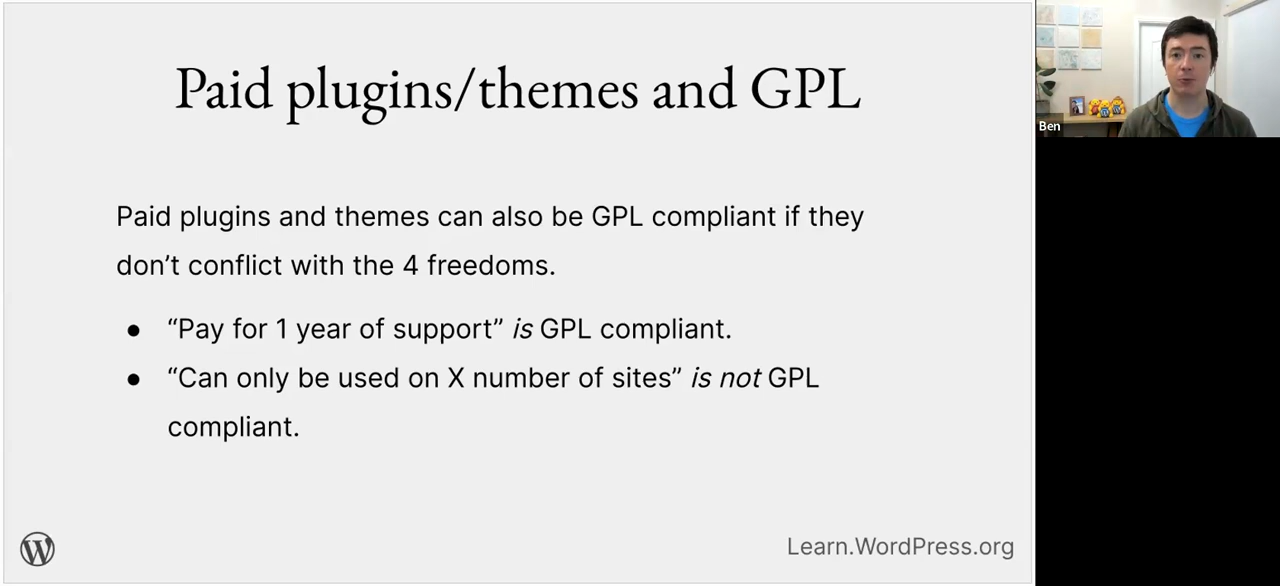 Paid plugins/themes and GPL
Paid plugins and themes can also be GPL compliant if they
don’t conflict with the 4 freedoms.
● “Pay for 1 year of support” is GPL compliant.
● “Can only be used on X number of sites” is not GPL
compliant.
Learn.WordPress.org
Ben